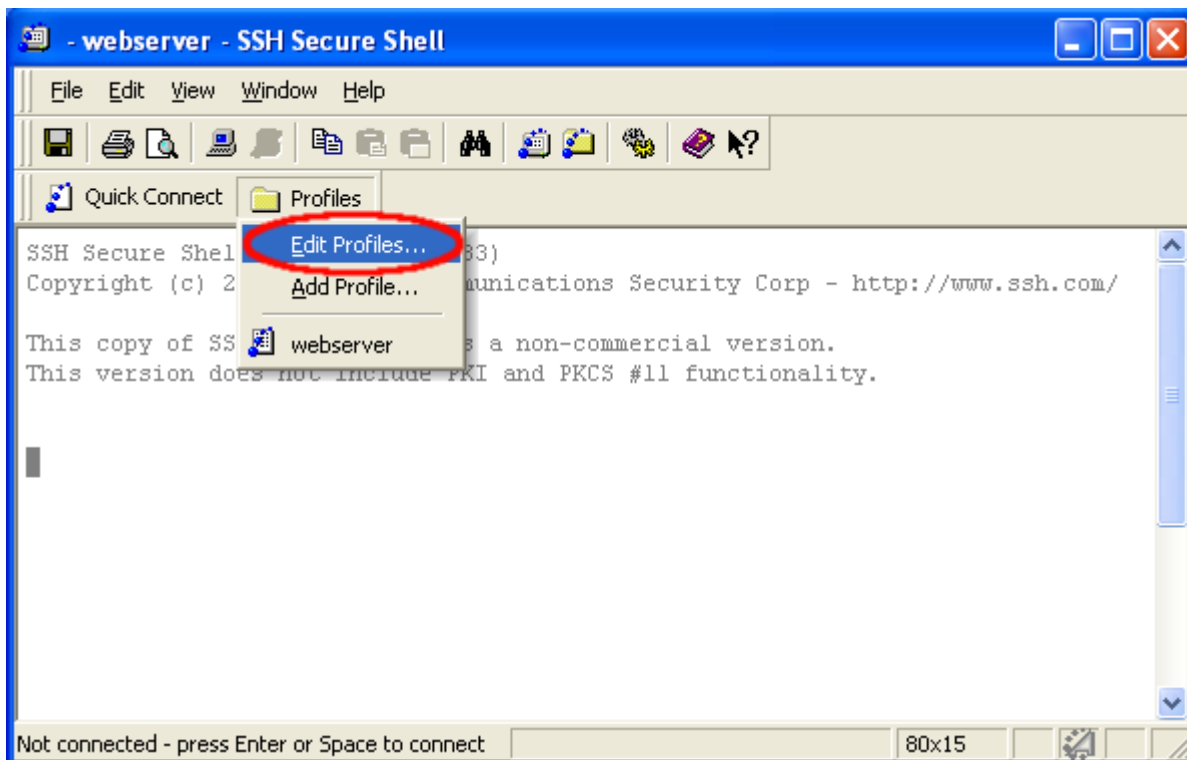 - webserver - SSH Secure Shell
File Edit View Window Help
Quick Connect Profiles
Edit Profiles...
Add Profile...
webserver
SSH Secure Shel 33)
Copyright (c) 2 munications Security Corp - http://www.ssh.com/
This copy of SS s a non-commercial version.
This version does not include PKI and PKCS #11 functionality.
Not connected - press Enter or Space to connect 80x15